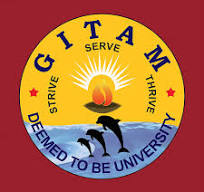 GITAM
STRIVE
SERVE
THRIVE
DEEMED TO BE UNIVERSITY